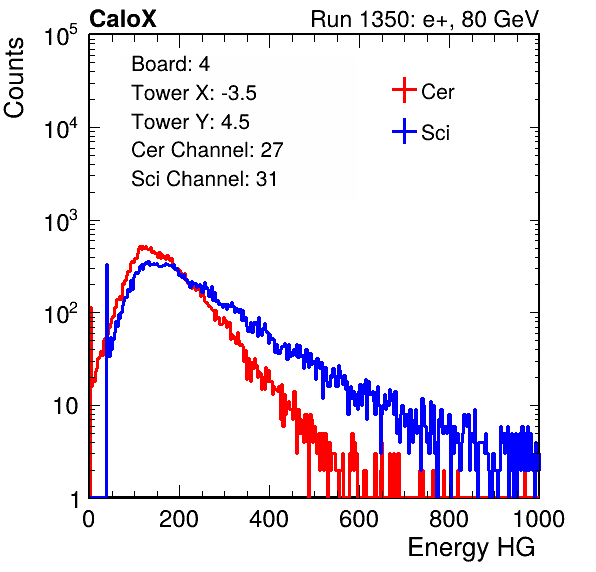 CaloX Run 1350: e+, 80 GeV
Counts
Board: 4
Tower X: -3.5
Tower Y: 4.5
Cer Channel: 27
Sci Channel: 31
Cer
Sci
10^5
10^4
10^3
10^2
10
1
0 200 400 600 800 1000
Energy HG